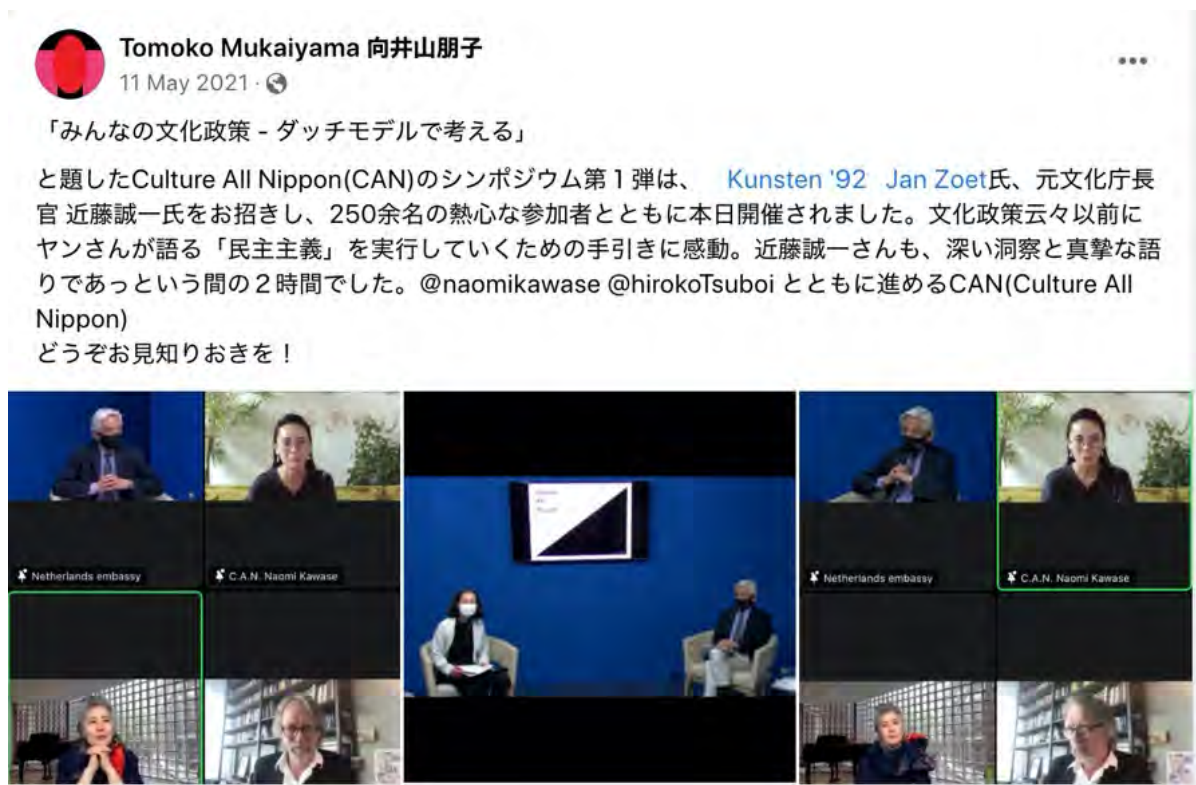 Tomoko Mukaiyama 向井山朋子
11 May 2021 ·
「みんなの文化政策 - ダッチモデルで考える」
と題したCulture All Nippon(CAN)のシンポジウム第１弾は、 Kunsten '92 Jan Zoet氏、元文化庁長
官 近藤誠一氏をお招きし、250余名の熱心な参加者とともに本日開催されました。文化政策云々以前に
ヤンさんが語る「民主主義」を実行していくための手引きに感動。近藤誠一さんも、深い洞察と真摯な語
りであっという間の２時間でした。@naomikawase @hirokoTsuboi とともに進めるCAN(Culture All
Nippon)
どうぞお見知りおきを！
Netherlands embassy
C.A.N. Naomi Kawase
Netherlands embassy
C.A.N. Naomi Kawase